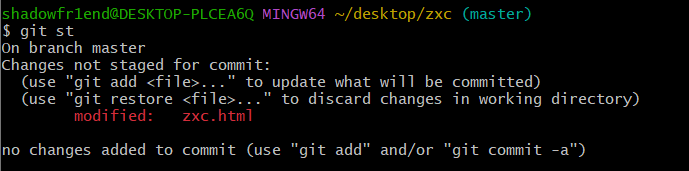 shadowfr1end@DESKTOP-PLCEA6Q MINGW64 ~/desktop/zxc (master)
$ git st
On branch master
Changes not staged for commit:
  (use "git add <file>..." to update what will be committed)
  (use "git restore <file>..." to discard changes in working directory)
        modified:   zxc.html

no changes added to commit (use "git add" and/or "git commit -a")